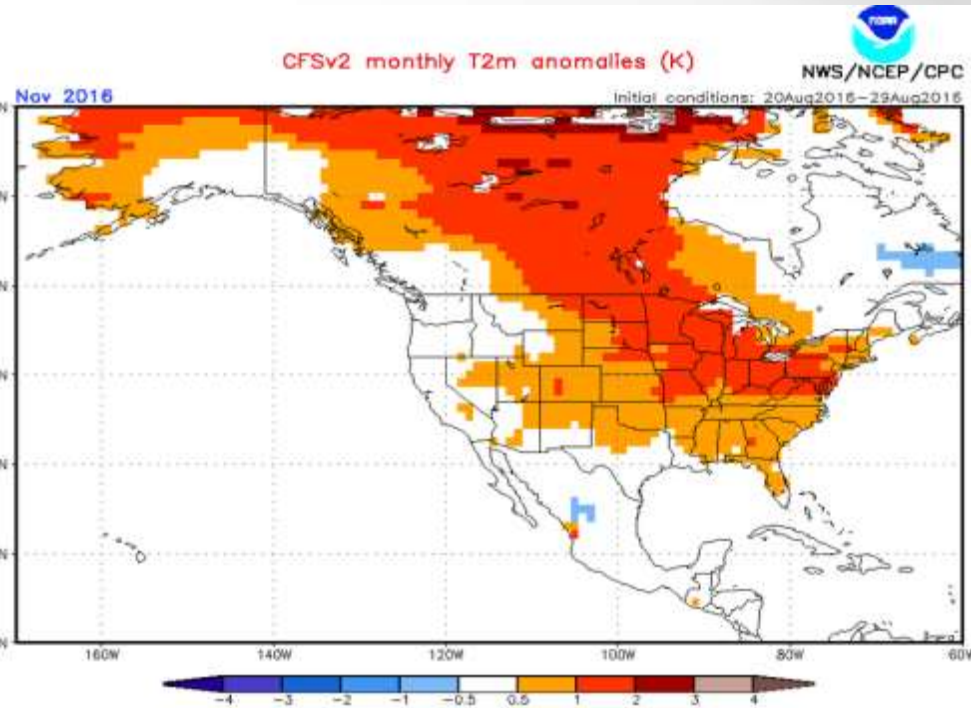 NOAA
CFSv2 monthly T2m anomalies (K)
NWS/NCEP/CPC
Nov 2016
Initial conditions: 20Aug2016-29Aug2016
N
N
N
N
N
N
N
160W 140W 120W 100W 80W 60W
-4 -3 -2 -1 -0.5 0.5 1 2 3 4